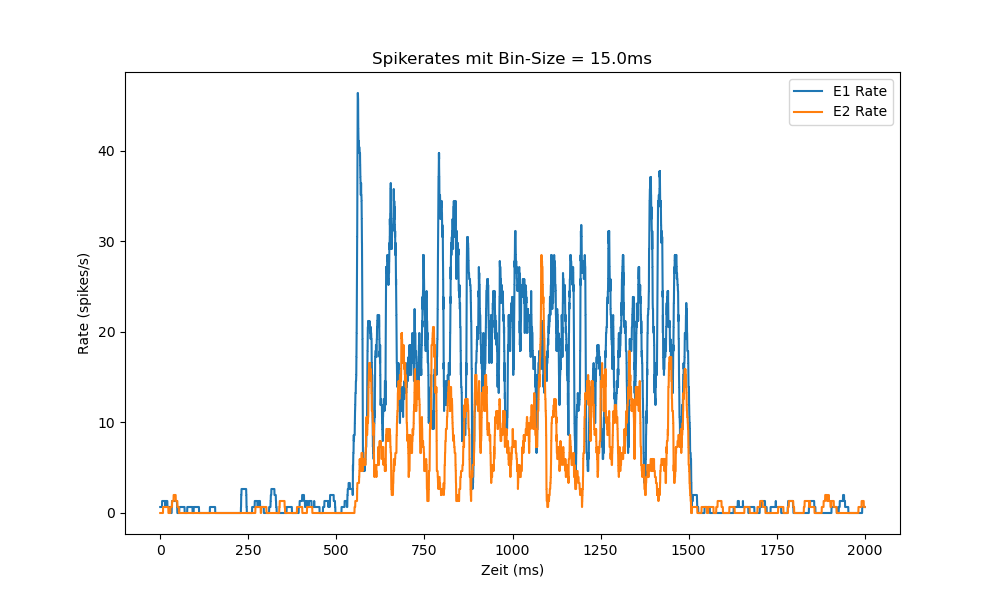 Spikerates mit Bin-Size = 15.0ms
E1 Rate
E2 Rate
Rate (spikes/s)
40
30
20
10
0
0 250 500 750 1000 1250 1500 1750 2000
Zeit (ms)